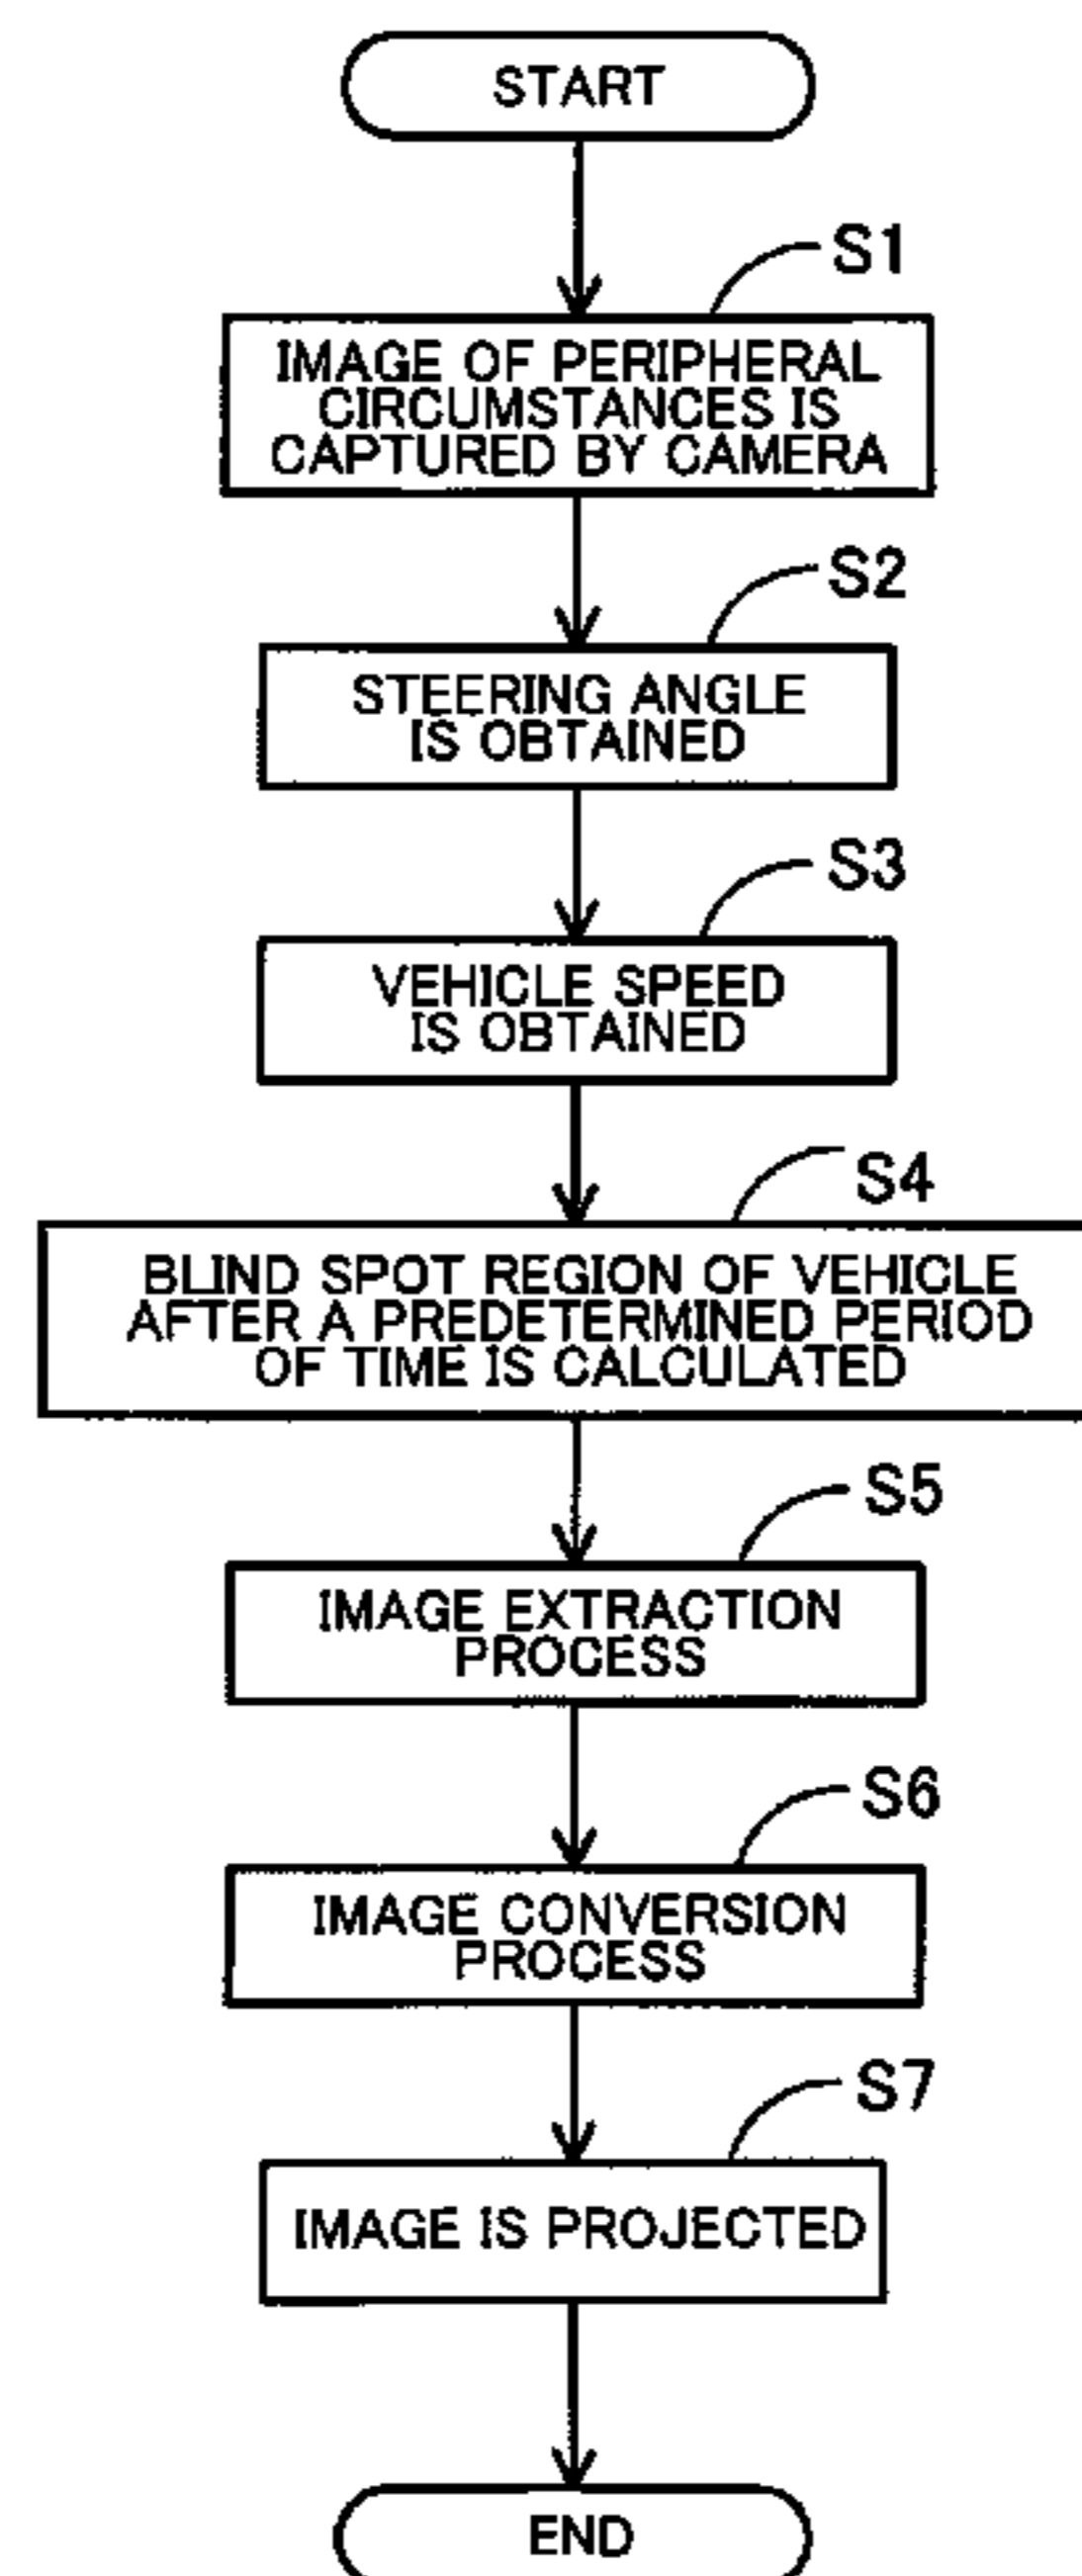 START
S1
IMAGE OF PERIPHERAL
CIRCUMSTANCES IS
CAPTURED BY CAMERA
S2
STEERING ANGLE
IS OBTAINED
S3
VEHICLE SPEED
IS OBTAINED
S4
BLIND SPOT REGION OF VEHICLE
AFTER A PREDETERMINED PERIOD
OF TIME IS CALCULATED
S5
IMAGE EXTRACTION
PROCESS
S6
IMAGE CONVERSION
PROCESS
S7
IMAGE IS PROJECTED
END